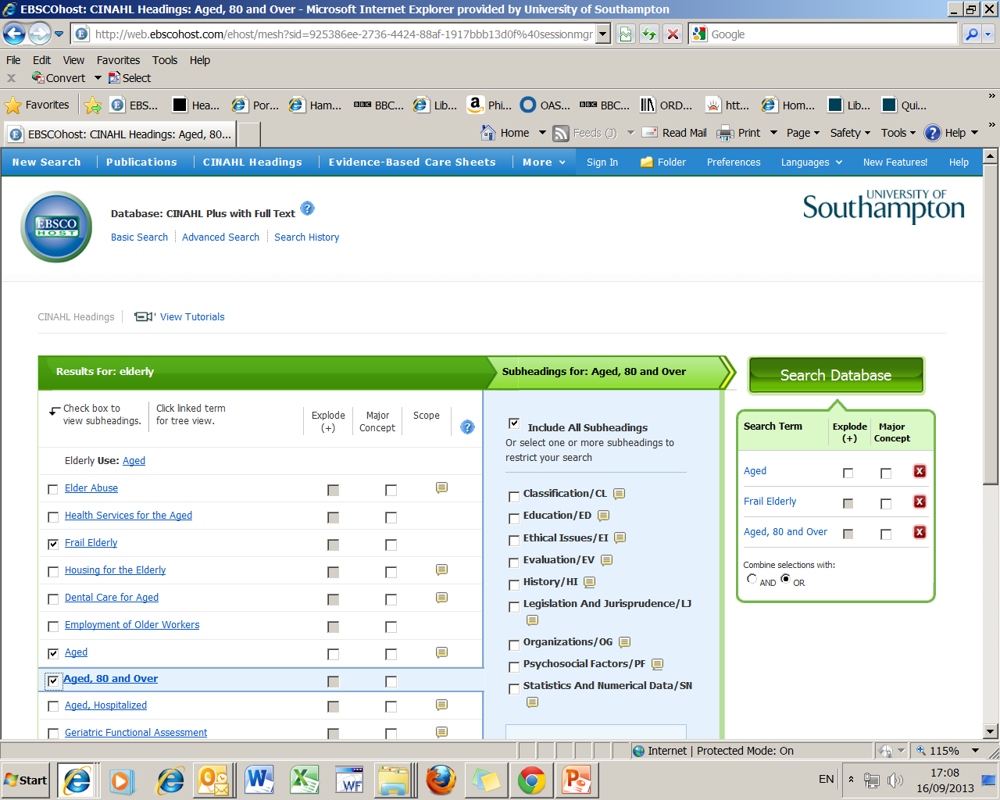 EBSCOhost: CINAHL Headings: Aged, 80 and Over - Microsoft Internet Explorer provided by University of Southampton
http://web.ebscohost.com/ehost/mesh?sid=925386ee-2736-4424-88af-1917bbb13d0f%40sessionmgr
Google
File Edit View Favorites Tools Help
x Convert Select
Favorites EBS... Hea... Por... Ham... BBC BBC... Lib... Phi... OAS... BBC BBC... ORD... htt... Hom... Lib... Qui... »
EBSCOhost: CINAHL Headings: Aged, 80... Home Feeds (J) Read Mail Print Page Safety Tools Help »
New Search Publications CINAHL Headings Evidence-Based Care Sheets More Sign In Folder Preferences Languages New Features! Help
EBSCO
HOST
Database: CINAHL Plus with Full Text ?
Basic Search Advanced Search Search History
UNIVERSITY OF
Southampton
CINAHL Headings View Tutorials
Results For: elderly
Subheadings for: Aged, 80 and Over
Search Database
Check box to
view subheadings.
Click linked term
for tree view.
Explode
(+)
Major
Concept
Scope
?
Elderly Use: Aged
Elder Abuse
Health Services for the Aged
Frail Elderly
Housing for the Elderly
Dental Care for Aged
Employment of Older Workers
Aged
Aged, 80 and Over
Aged, Hospitalized
Geriatric Functional Assessment
Include All Subheadings
Or select one or more subheadings to
restrict your search
Classification/CL
Education/ED
Ethical Issues/EI
Evaluation/EV
History/HI
Legislation And Jurisprudence/LJ
Organizations/OG
Psychosocial Factors/PF
Statistics And Numerical Data/SN
Search Term
Explode
(+)
Major
Concept
Aged X
Frail Elderly X
Aged, 80 and Over X
Combine selections with:
AND OR
Internet | Protected Mode: On 115%
Start WF EN 17:08
16/09/2013